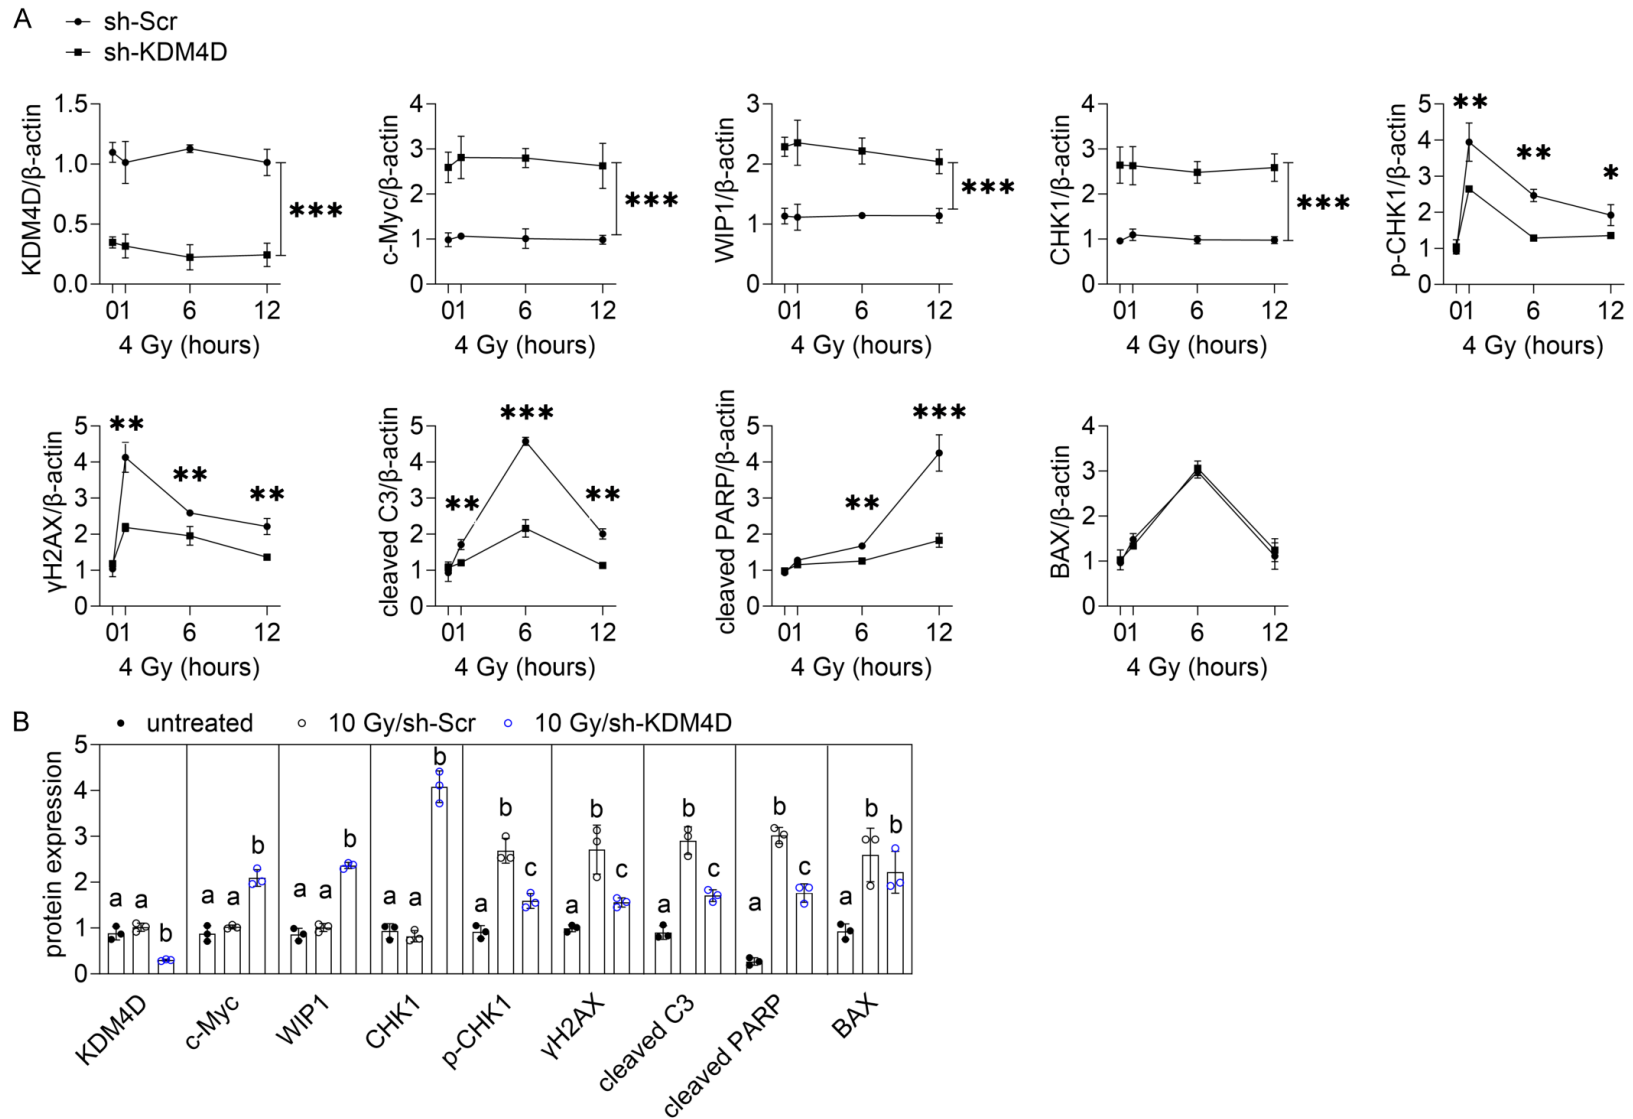 A
sh-Scr
sh-KDM4D
KDM4D/β-actin
1.5
1.0
0.5
0.0
***
01 6 12
4 Gy (hours)
c-Myc/β-actin
4
3
2
1
0
***
01 6 12
4 Gy (hours)
WIP1/β-actin
3
2
1
0
***
01 6 12
4 Gy (hours)
CHK1/β-actin
4
3
2
1
0
***
01 6 12
4 Gy (hours)
p-CHK1/β-actin
5
4
3
2
1
0
** ** *
01 6 12
4 Gy (hours)
γH2AX/β-actin
5
4
3
2
1
0
** ** **
01 6 12
4 Gy (hours)
cleaved C3/β-actin
5
4
3
2
1
0
** *** **
01 6 12
4 Gy (hours)
cleaved PARP/β-actin
5
4
3
2
1
0
** ***
01 6 12
4 Gy (hours)
BAX/β-actin
4
3
2
1
0
01 6 12
4 Gy (hours)
B
untreated 10 Gy/sh-Scr 10 Gy/sh-KDM4D
protein expression
5
4
3
2
1
0
a a b
a a b
a a b
a a b
a b c
a b c
a b c
a b c
a b b
KDM4D
c-Myc
WIP1
CHK1
p-CHK1
γH2AX
cleaved C3
cleaved PARP
BAX